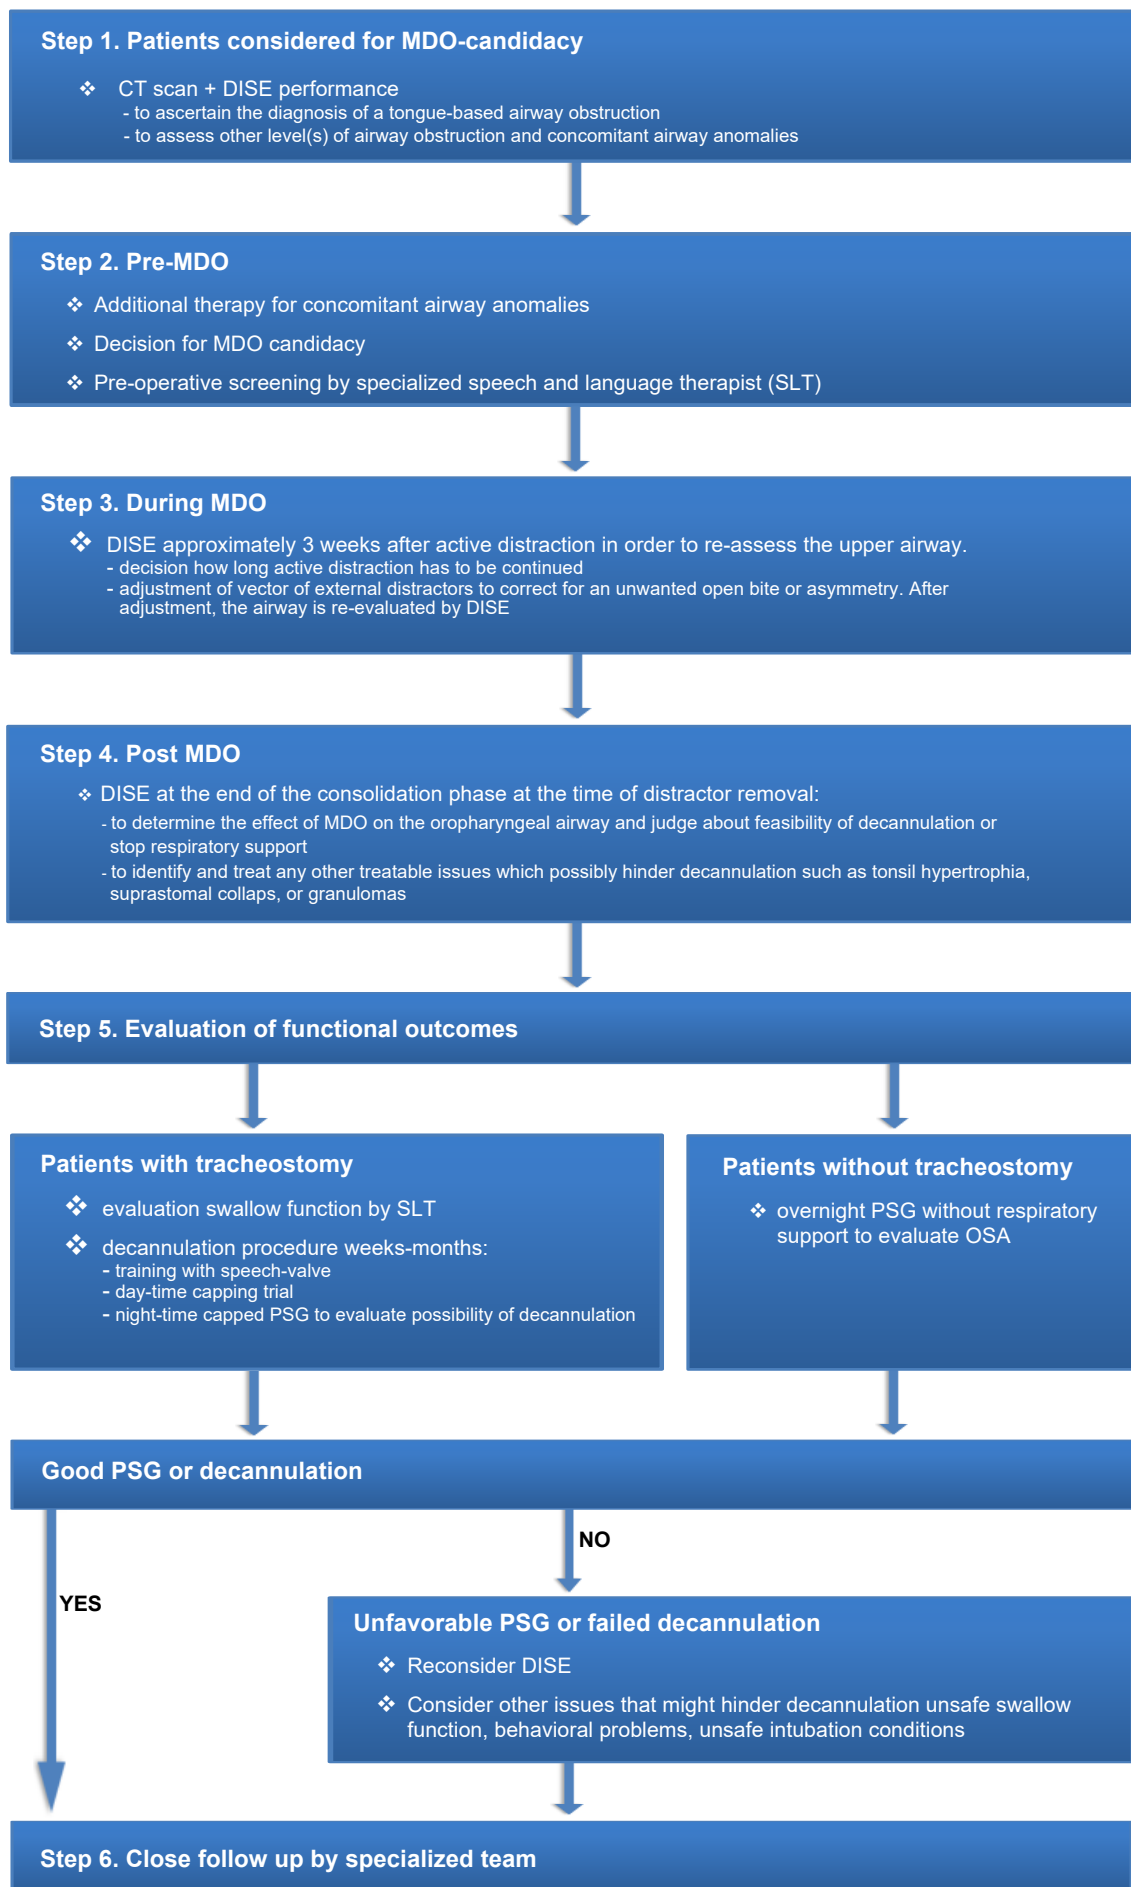 Step 1. Patients considered for MDO-candidacy
❖ CT scan + DISE performance
- to ascertain the diagnosis of a tongue-based airway obstruction
- to assess other level(s) of airway obstruction and concomitant airway anomalies
Step 2. Pre-MDO
❖ Additional therapy for concomitant airway anomalies
❖ Decision for MDO candidacy
❖ Pre-operative screening by specialized speech and language therapist (SLT)
Step 3. During MDO
❖ DISE approximately 3 weeks after active distraction in order to re-assess the upper airway.
- decision how long active distraction has to be continued
- adjustment of vector of external distractors to correct for an unwanted open bite or asymmetry. After
adjustment, the airway is re-evaluated by DISE
Step 4. Post MDO
❖ DISE at the end of the consolidation phase at the time of distractor removal:
- to determine the effect of MDO on the oropharyngeal airway and judge about feasibility of decannulation or
stop respiratory support
- to identify and treat any other treatable issues which possibly hinder decannulation such as tonsil hypertrophia,
suprastomal collaps, or granulomas
Step 5. Evaluation of functional outcomes
Patients with tracheostomy
❖ evaluation swallow function by SLT
❖ decannulation procedure weeks-months:
- training with speech-valve
- day-time capping trial
- night-time capped PSG to evaluate possibility of decannulation
Patients without tracheostomy
❖ overnight PSG without respiratory
support to evaluate OSA
Good PSG or decannulation
NO
YES
Unfavorable PSG or failed decannulation
❖ Reconsider DISE
❖ Consider other issues that might hinder decannulation unsafe swallow
function, behavioral problems, unsafe intubation conditions
Step 6. Close follow up by specialized team